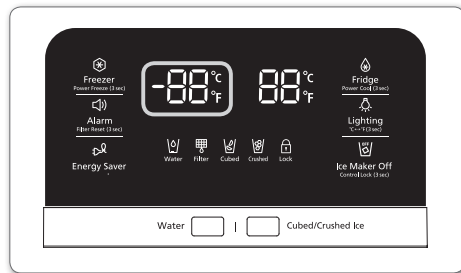 Freezer
Power Freeze (3 sec)
Alarm
Filter Reset (3 sec)
Energy Saver
-88 °C °F
88 °C °F
Water Filter Cubed Crushed Lock
Fridge
Power Cool (3 sec)
Lighting
°C↔°F(3 sec)
OFF
Ice Maker Off
Control Lock (3 sec)
Water | Cubed/Crushed Ice